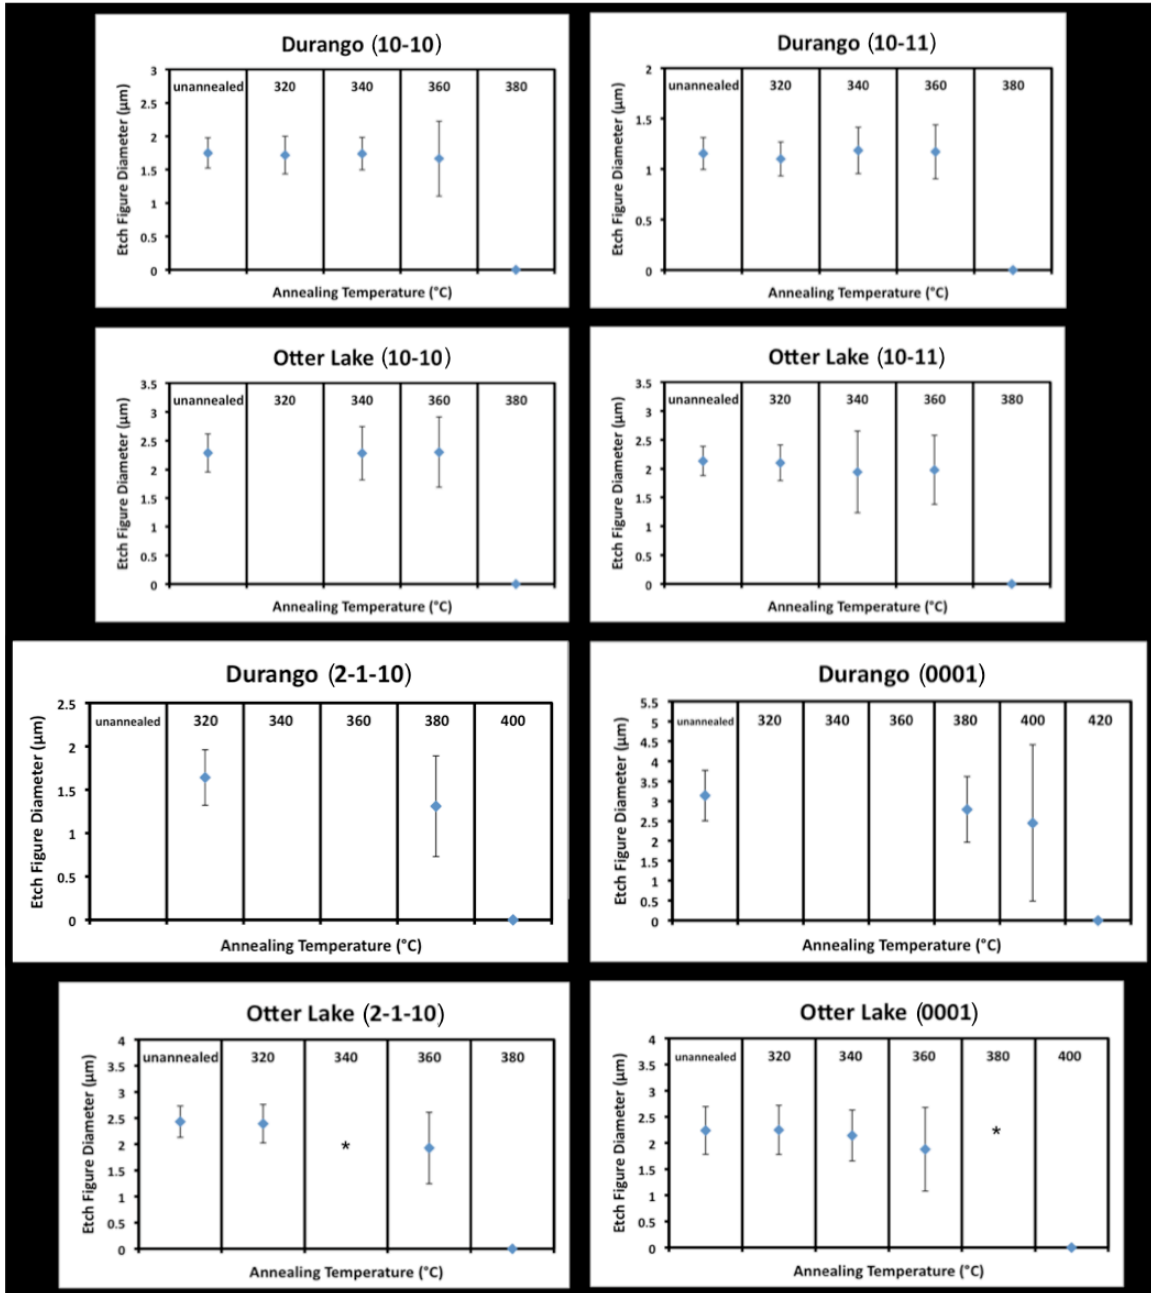 Durango (10-10)
Etch Figure Diameter (µm)
3
2.5
2
1.5
1
0.5
0
unannealed 320 340 360 380
Annealing Temperature (°C)
Durango (10-11)
Etch Figure Diameter (µm)
2
1.5
1
0.5
0
unannealed 320 340 360 380
Annealing Temperature (°C)
Otter Lake (10-10)
Etch Figure Diameter (µm)
3.5
3
2.5
2
1.5
1
0.5
0
unannealed 320 340 360 380
Annealing Temperature (°C)
Otter Lake (10-11)
Etch Figure Diameter (µm)
3.5
3
2.5
2
1.5
1
0.5
0
unannealed 320 340 360 380
Annealing Temperature (°C)
Durango (2-1-10)
Etch Figure Diameter (µm)
2.5
2
1.5
1
0.5
0
unannealed 320 340 360 380 400
Annealing Temperature (°C)
Durango (0001)
Etch Figure Diameter (µm)
5.5
5
4.5
4
3.5
3
2.5
2
1.5
1
0.5
0
unannealed 320 340 360 380 400 420
Annealing Temperature (°C)
Otter Lake (2-1-10)
Etch Figure Diameter (µm)
4
3.5
3
2.5
2
1.5
1
0.5
0
unannealed 320 340 360 380
*
Annealing Temperature (°C)
Otter Lake (0001)
Etch Figure Diameter (µm)
4
3.5
3
2.5
2
1.5
1
0.5
0
unannealed 320 340 360 380 400
*
Annealing Temperature (°C)